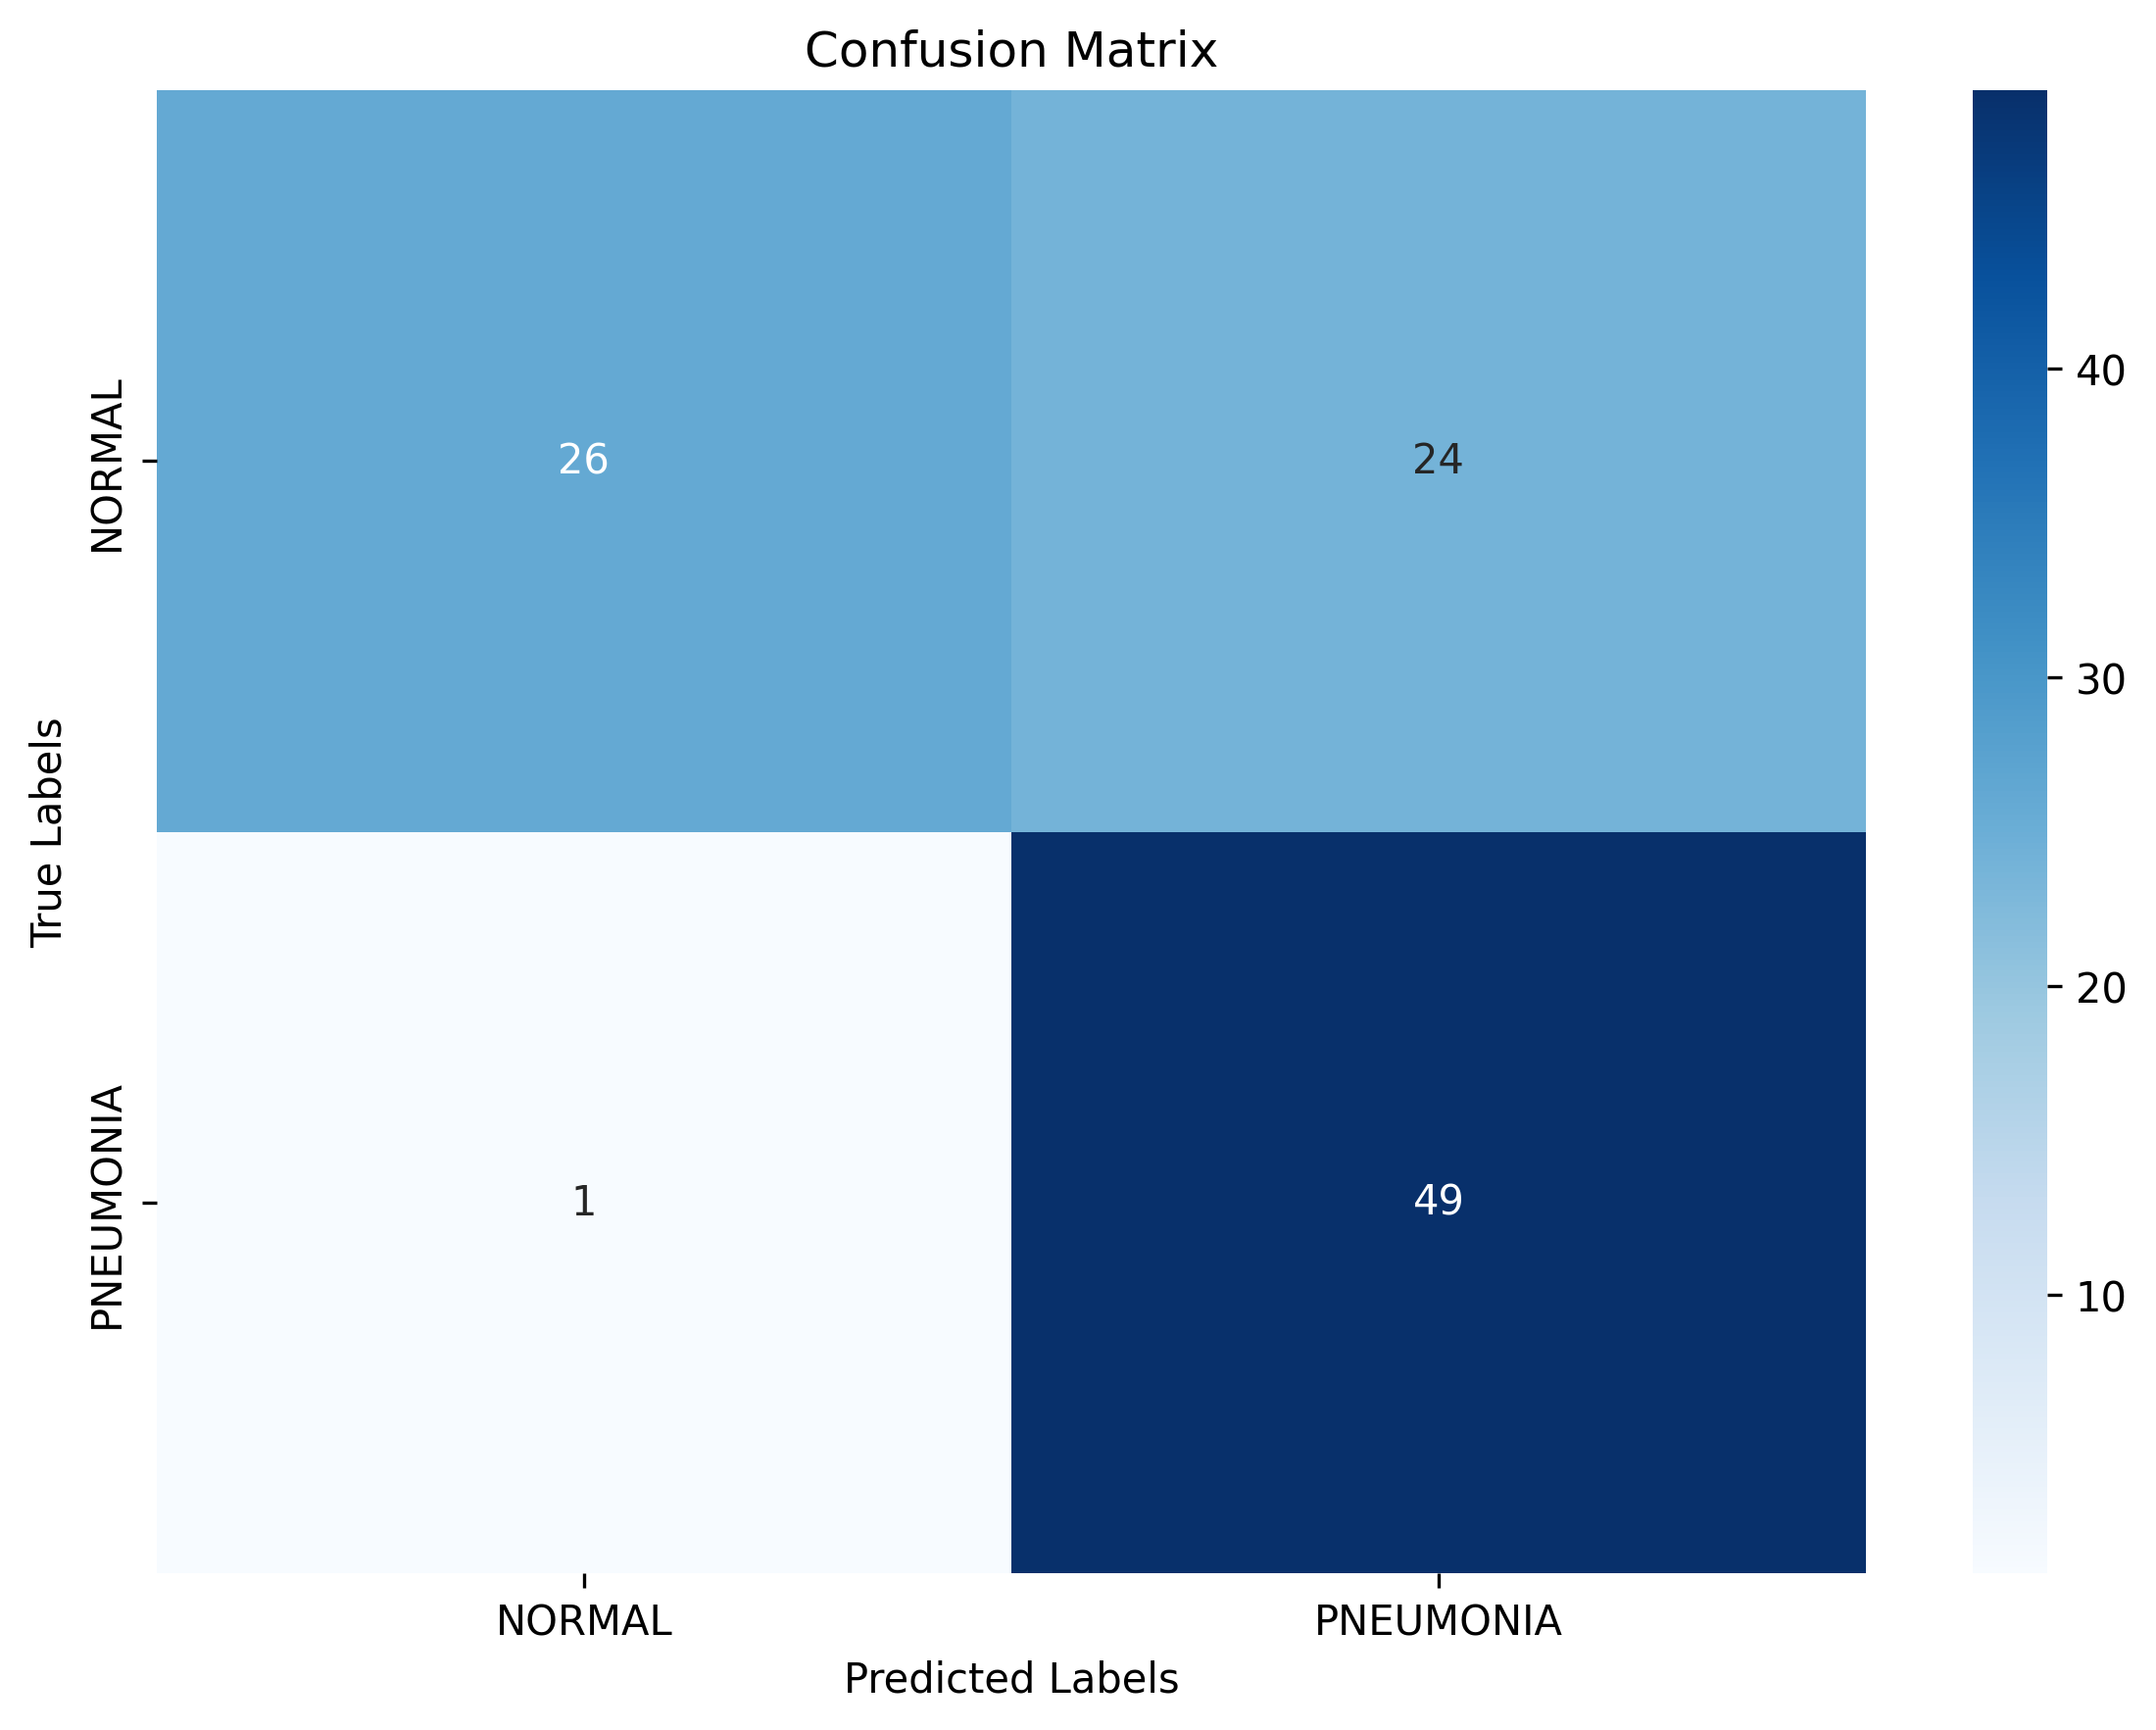 Confusion Matrix
True Labels
NORMAL
PNEUMONIA
26
24
1
49
NORMAL
PNEUMONIA
Predicted Labels
40
30
20
10